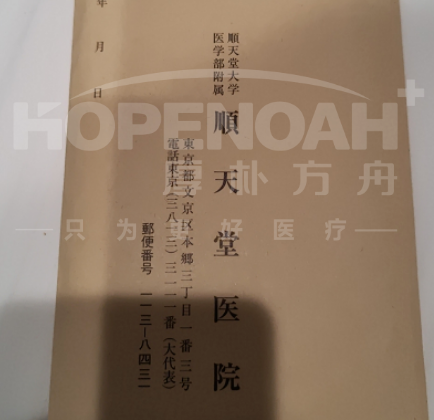 順天堂大学
医学部附属
順天堂医院
東京都文京区本郷三丁目一番三号
電話東京(三八一三)三一一一番(大代表)
郵便番号 一一三―八四三一
年 月 日
HOPENOAH+
厚朴方舟
只为更好医疗